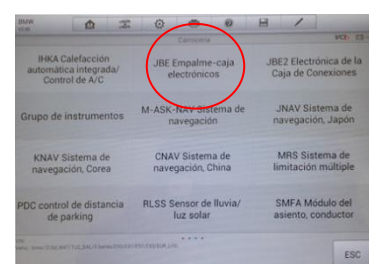 BMW
Carrocería
IHKA Calefacción
automática integrada/
Control de A/C
JBE Empalme-caja
electrónicos
JBE2 Electrónica de la
Caja de Conexiones
Grupo de instrumentos
M-ASK-NAV Sistema de
navegación
JNAV Sistema de
navegación, Japón
KNAV Sistema de
navegación, Corea
CNAV Sistema de
navegación, China
MRS Sistema de
limitación múltiple
PDC control de distancia
de parking
RLSS Sensor de lluvia/
luz solar
SMFA Módulo del
asiento, conductor
ESC